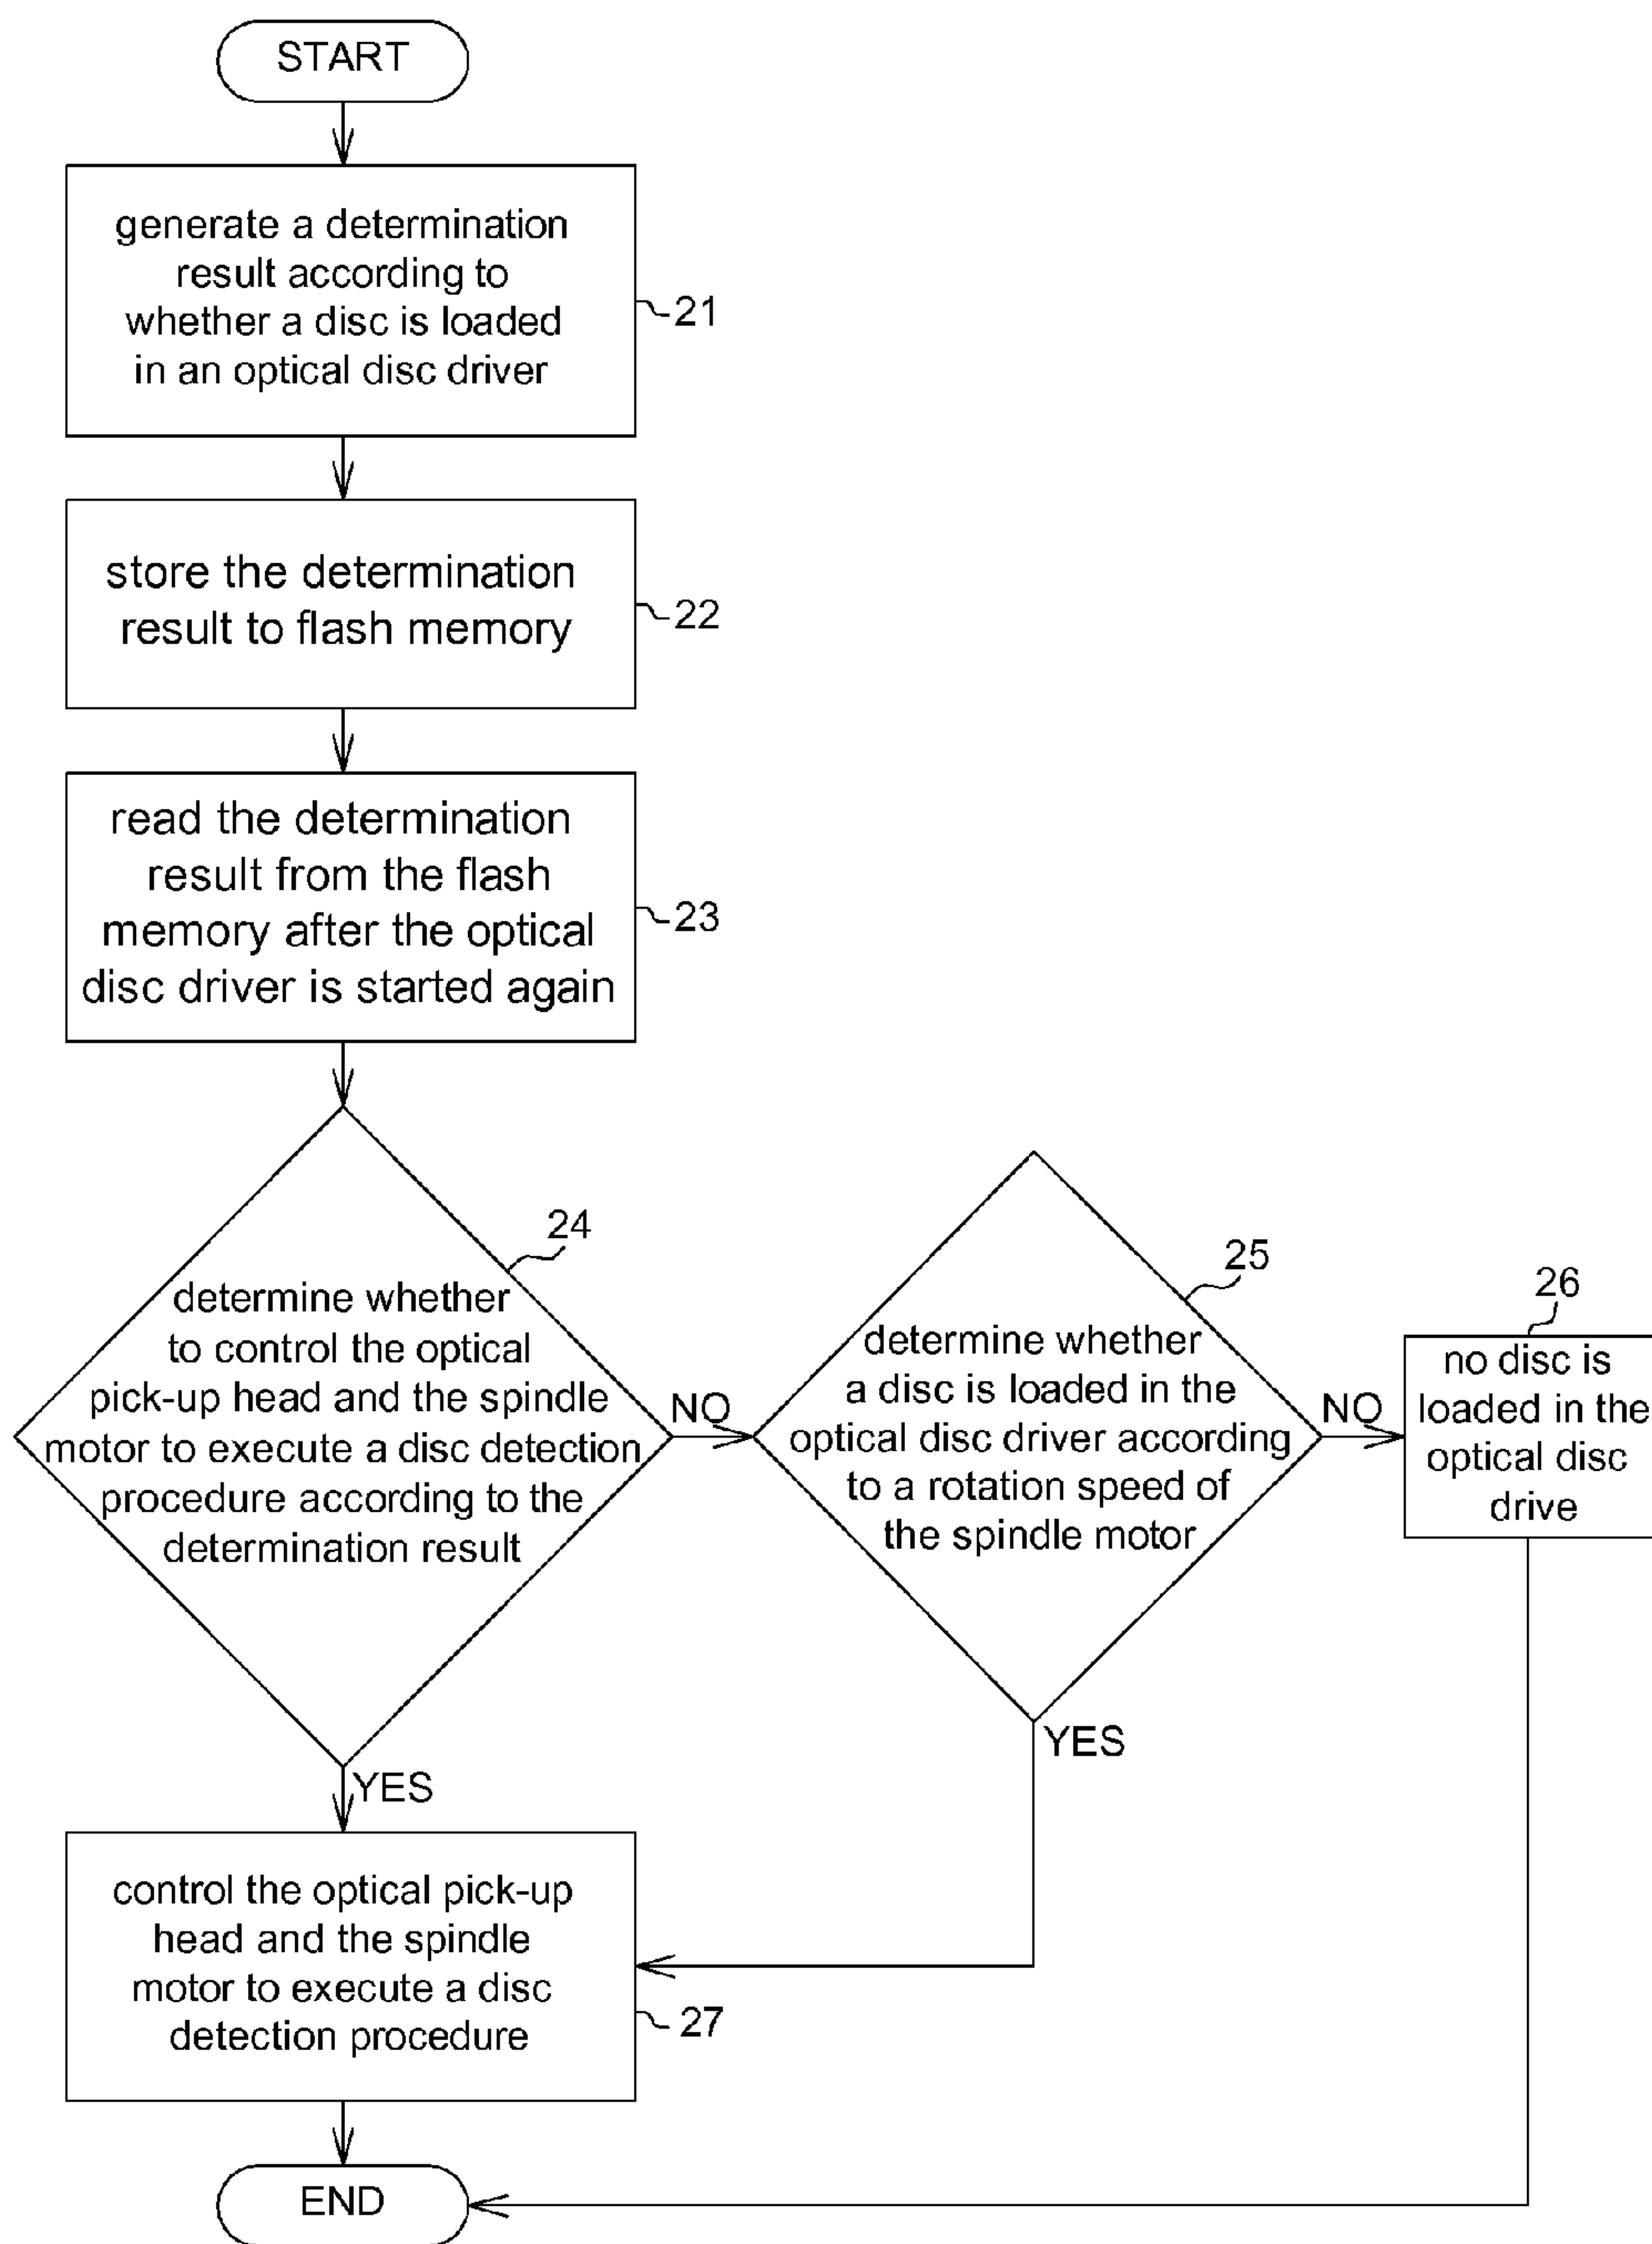 START
generate a determination
result according to
whether a disc is loaded
in an optical disc driver
21
store the determination
result to flash memory
22
read the determination
result from the flash
memory after the optical
disc driver is started again
23
24
determine whether
to control the optical
pick-up head and the spindle
motor to execute a disc detection
procedure according to the
determination result
NO
YES
25
determine whether
a disc is loaded in the
optical disc driver according
to a rotation speed of
the spindle motor
NO
YES
26
no disc is
loaded in the
optical disc
drive
control the optical pick-up
head and the spindle
motor to execute a disc
detection procedure
27
END